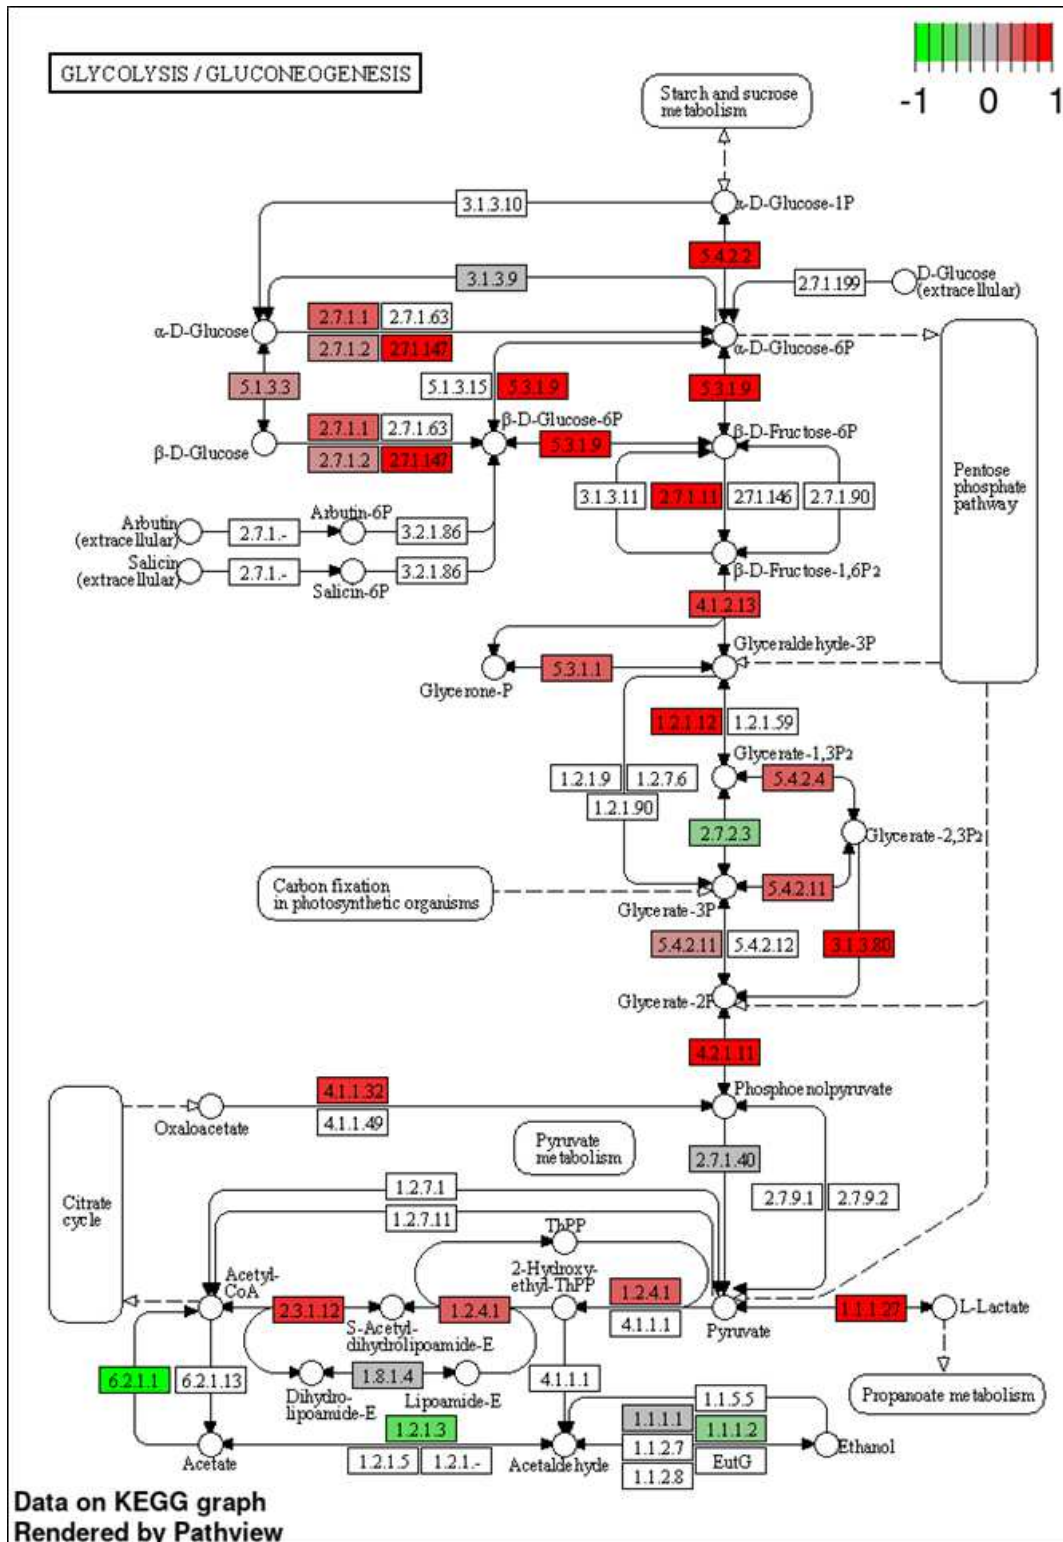 GLYCOLYSIS / GLUCONEOGENESIS
-1 0 1
Starch and sucrose
metabolism
3.1.3.10
α-D-Glucose-1P
5.4.2.2
3.1.3.9
2.7.1.199
D-Glucose
(extracellular)
2.7.1.1
2.7.1.63
α-D-Glucose
α-D-Glucose-6P
2.7.1.2
2.7.1.147
5.1.3.3
5.1.3.15
5.3.1.9
5.3.1.9
2.7.1.1
2.7.1.63
β-D-Glucose-6P
β-D-Fructose-6P
β-D-Glucose
5.3.1.9
2.7.1.2
2.7.1.147
Pentose
phosphate
pathway
3.1.3.11
2.7.1.11
2.7.1.146
2.7.1.90
Arbutin
(extracellular)
2.7.1.-
Arbutin-6P
3.2.1.86
Salicin
(extracellular)
2.7.1.-
Salicin-6P
3.2.1.86
β-D-Fructose-1,6P2
4.1.2.13
Glyceraldehyde-3P
5.3.1.1
Glycerone-P
1.2.1.12
1.2.1.59
Glycerate-1,3P2
1.2.1.9
1.2.7.6
5.4.2.4
1.2.1.90
2.7.2.3
Glycerate-2,3P2
Carbon fixation
in photosynthetic organisms
5.4.2.11
Glycerate-3P
5.4.2.11
5.4.2.12
3.1.3.80
Glycerate-2P
4.2.1.11
4.1.1.32
Phosphoenolpyruvate
Oxaloacetate
4.1.1.49
Pyruvate
metabolism
2.7.1.40
Citrate
cycle
1.2.7.1
2.7.9.1
2.7.9.2
1.2.7.11
ThPP
2-Hydroxy-
ethyl-ThPP
Acetyl-
CoA
2.3.1.12
1.2.4.1
1.2.4.1
1.1.1.27
L-Lactate
S-Acetyl-
dihydrolipoamide-E
4.1.1.1
Pyruvate
6.2.1.1
6.2.1.13
1.8.1.4
4.1.1.1
Dihydro-
lipoamide-E
Lipoamide-E
1.1.5.5
Propanoate metabolism
1.2.1.3
1.1.1.1
1.1.1.2
Acetate
Acetaldehyde
1.1.2.7
Ethanol
1.2.1.5
1.2.1.-
EutG
1.1.2.8
Data on KEGG graph
Rendered by Pathview